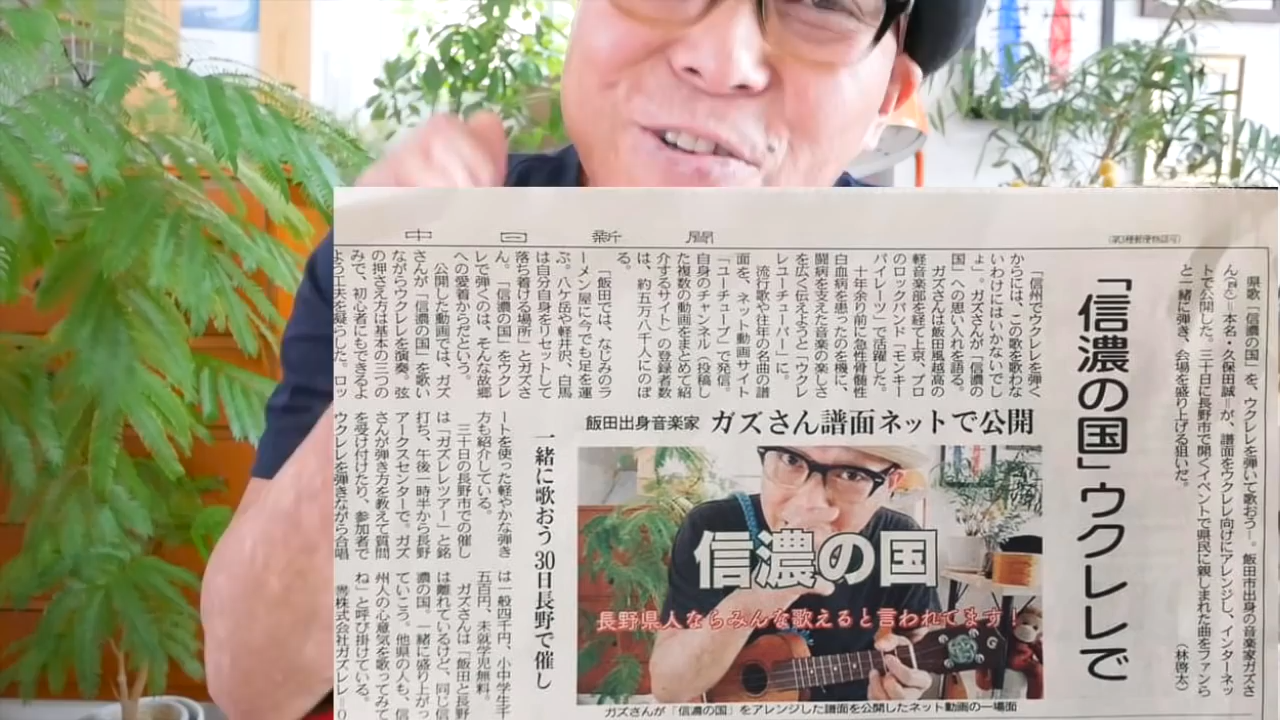 中日新聞
(第3種郵便物認可)
「信濃の国」ウクレレで
県歌「信濃の国」を、ウクレレを弾いて歌おう－。飯田市出身の音楽家ガズさ
本名・久保田誠＝が、譜面をウクレレ向けにアレンジし、インターネッ
トで公開した。三十日に長野市で開くイベントで県民に親しまれた曲をファンら
と一緒に弾き、会場を盛り上げる狙いだ。
(林啓太)
飯田出身音楽家 ガズさん譜面ネットで公開
一緒に歌おう 30日長野で催し
「信州でウクレレを弾く
からには、この歌を歌わな
いわけにはいかないでし
ょ」。ガズさんが「信濃の
国」への思い入れを語る。
ガズさんは飯田風越高の
軽音楽部を経て上京、プロ
のロックバンド「モンキー
パイレーツ」で活躍した。
十年余り前に急性骨髄性
白血病を患ったのを機に、
闘病を支えた音楽の楽しさ
を広く伝えようと「ウクレ
レユーチューバー」に。
流行歌や往年の名曲の譜
面を、ネット動画サイト
「ユーチューブ」で発信。
自身のチャンネル（投稿し
た複数の動画をまとめて紹
介するサイト）の登録者数
は、約五万八千人にのぼ
る。
「飯田では、なじみのラ
ーメン屋に今でも足を運
ぶ。八ケ岳や軽井沢、白馬
は自分自身をリセットして
落ち着ける場所」とガズさ
ん。「信濃の国」をウクレ
レで弾くのは、そんな故郷
への愛着からだという。
公開した動画では、ガズ
さんが「信濃の国」を歌い
ながらウクレレを演奏。弦
の押さえ方は基本の三つの
みで、初心者にもできるよ
う工夫を凝らした。ロッ
ートを使った軽やかな弾き
方も紹介している。
三十日の長野市での催し
は「ガズレレツアー」と銘
打ち、午後一時半から長野
アークスセンターで。ガズ
さんが弾き方を教えて質問
を受け付けたり、参加者で
ウクレレを弾きながら合唱
は一般四千円、小中学生千
五百円、未就学児無料。
ガズさんは「飯田と長野
は離れているけど、同じ信
濃の国。一緒に盛り上がっ
ていこう。他県の人も、信
州人の心意気を歌ってみて
ね」と呼び掛けている。
株式会社ガズレレ＝0
信濃の国
長野県人ならみんな歌えると言われてます！
ガズさんが「信濃の国」をアレンジした譜面を公開したネット動画の一場面